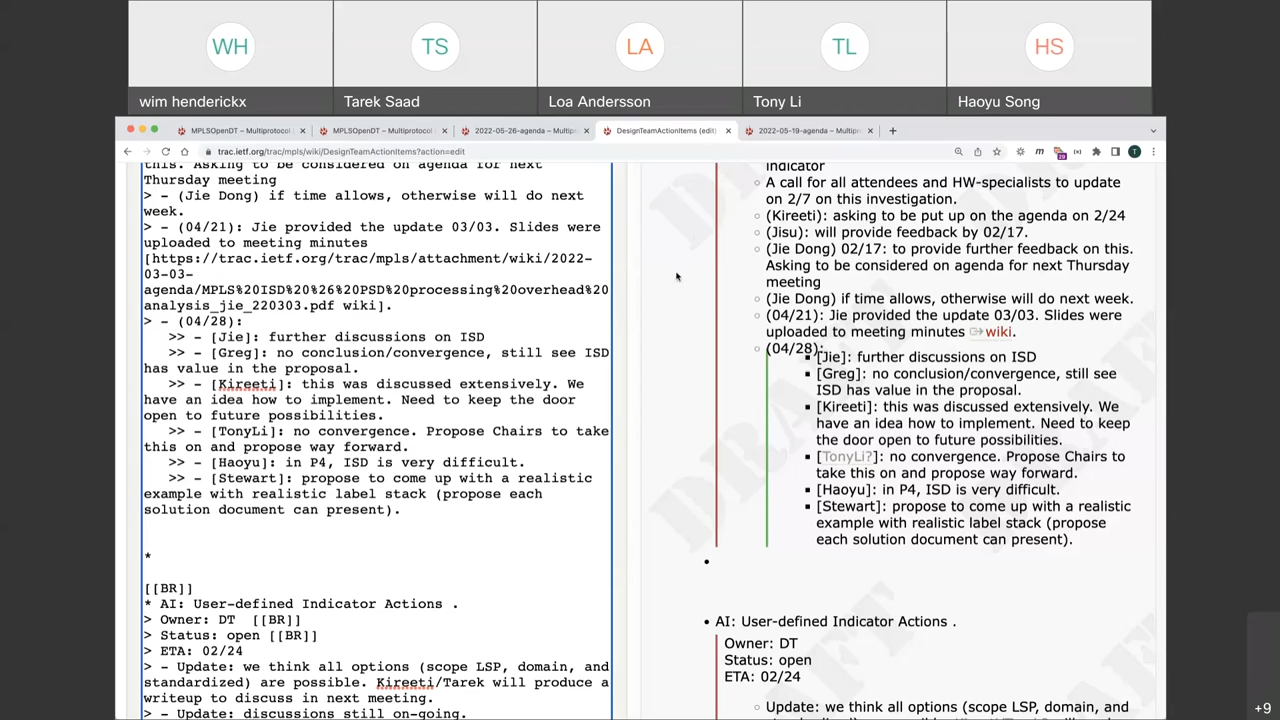 WH
TS
LA
TL
HS
wim henderickx
Tarek Saad
Loa Andersson
Tony Li
Haoyu Song
MPLSOpenDT – Multiprotocol
MPLSOpenDT – Multiprotocol
2022-05-26-agenda – Multipro
DesignTeamActionItems (edit)
2022-05-19-agenda – Multipro
trac.ietf.org/trac/mpls/wiki/DesignTeamActionItems?action=edit
this. Asking to be considered on agenda for next
Thursday meeting
> - (Jie Dong) if time allows, otherwise will do next
week.
> - (04/21): Jie provided the update 03/03. Slides were
uploaded to meeting minutes
[https://trac.ietf.org/trac/mpls/attachment/wiki/2022-
03-03-
agenda/MPLS%20ISD%20%26%20PSD%20processing%20overhead%20
analysis_jie_220303.pdf wiki].
> - (04/28):
>> - [Jie]: further discussions on ISD
>> - [Greg]: no conclusion/convergence, still see ISD
has value in the proposal.
>> - [Kireeti]: this was discussed extensively. We
have an idea how to implement. Need to keep the door
open to future possibilities.
>> - [TonyLi]: no convergence. Propose Chairs to take
this on and propose way forward.
>> - [Haoyu]: in P4, ISD is very difficult.
>> - [Stewart]: propose to come up with a realistic
example with realistic label stack (propose each
solution document can present).
*
[[BR]]
* AI: User-defined Indicator Actions .
> Owner: DT  [[BR]]
> Status: open [[BR]]
> ETA: 02/24
> - Update: we think all options (scope LSP, domain, and
standardized) are possible. Kireeti/Tarek will produce a
writeup to discuss in next meeting.
> - Update: discussions still on-going.
indicator
A call for all attendees and HW-specialists to update
on 2/7 on this investigation.
(Kireeti): asking to be put up on the agenda on 2/24
(Jisu): will provide feedback by 02/17.
(Jie Dong) 02/17: to provide further feedback on this.
Asking to be considered on agenda for next Thursday
meeting
(Jie Dong) if time allows, otherwise will do next week.
(04/21): Jie provided the update 03/03. Slides were
uploaded to meeting minutes wiki.
(04/28):
[Jie]: further discussions on ISD
[Greg]: no conclusion/convergence, still see
ISD has value in the proposal.
[Kireeti]: this was discussed extensively. We
have an idea how to implement. Need to keep
the door open to future possibilities.
[TonyLi?]: no convergence. Propose Chairs to
take this on and propose way forward.
[Haoyu]: in P4, ISD is very difficult.
[Stewart]: propose to come up with a realistic
example with realistic label stack (propose
each solution document can present).
• AI: User-defined Indicator Actions .
Owner: DT
Status: open
ETA: 02/24
Update: we think all options (scope LSP, domain, and
DRAFT
DRAFT
+9